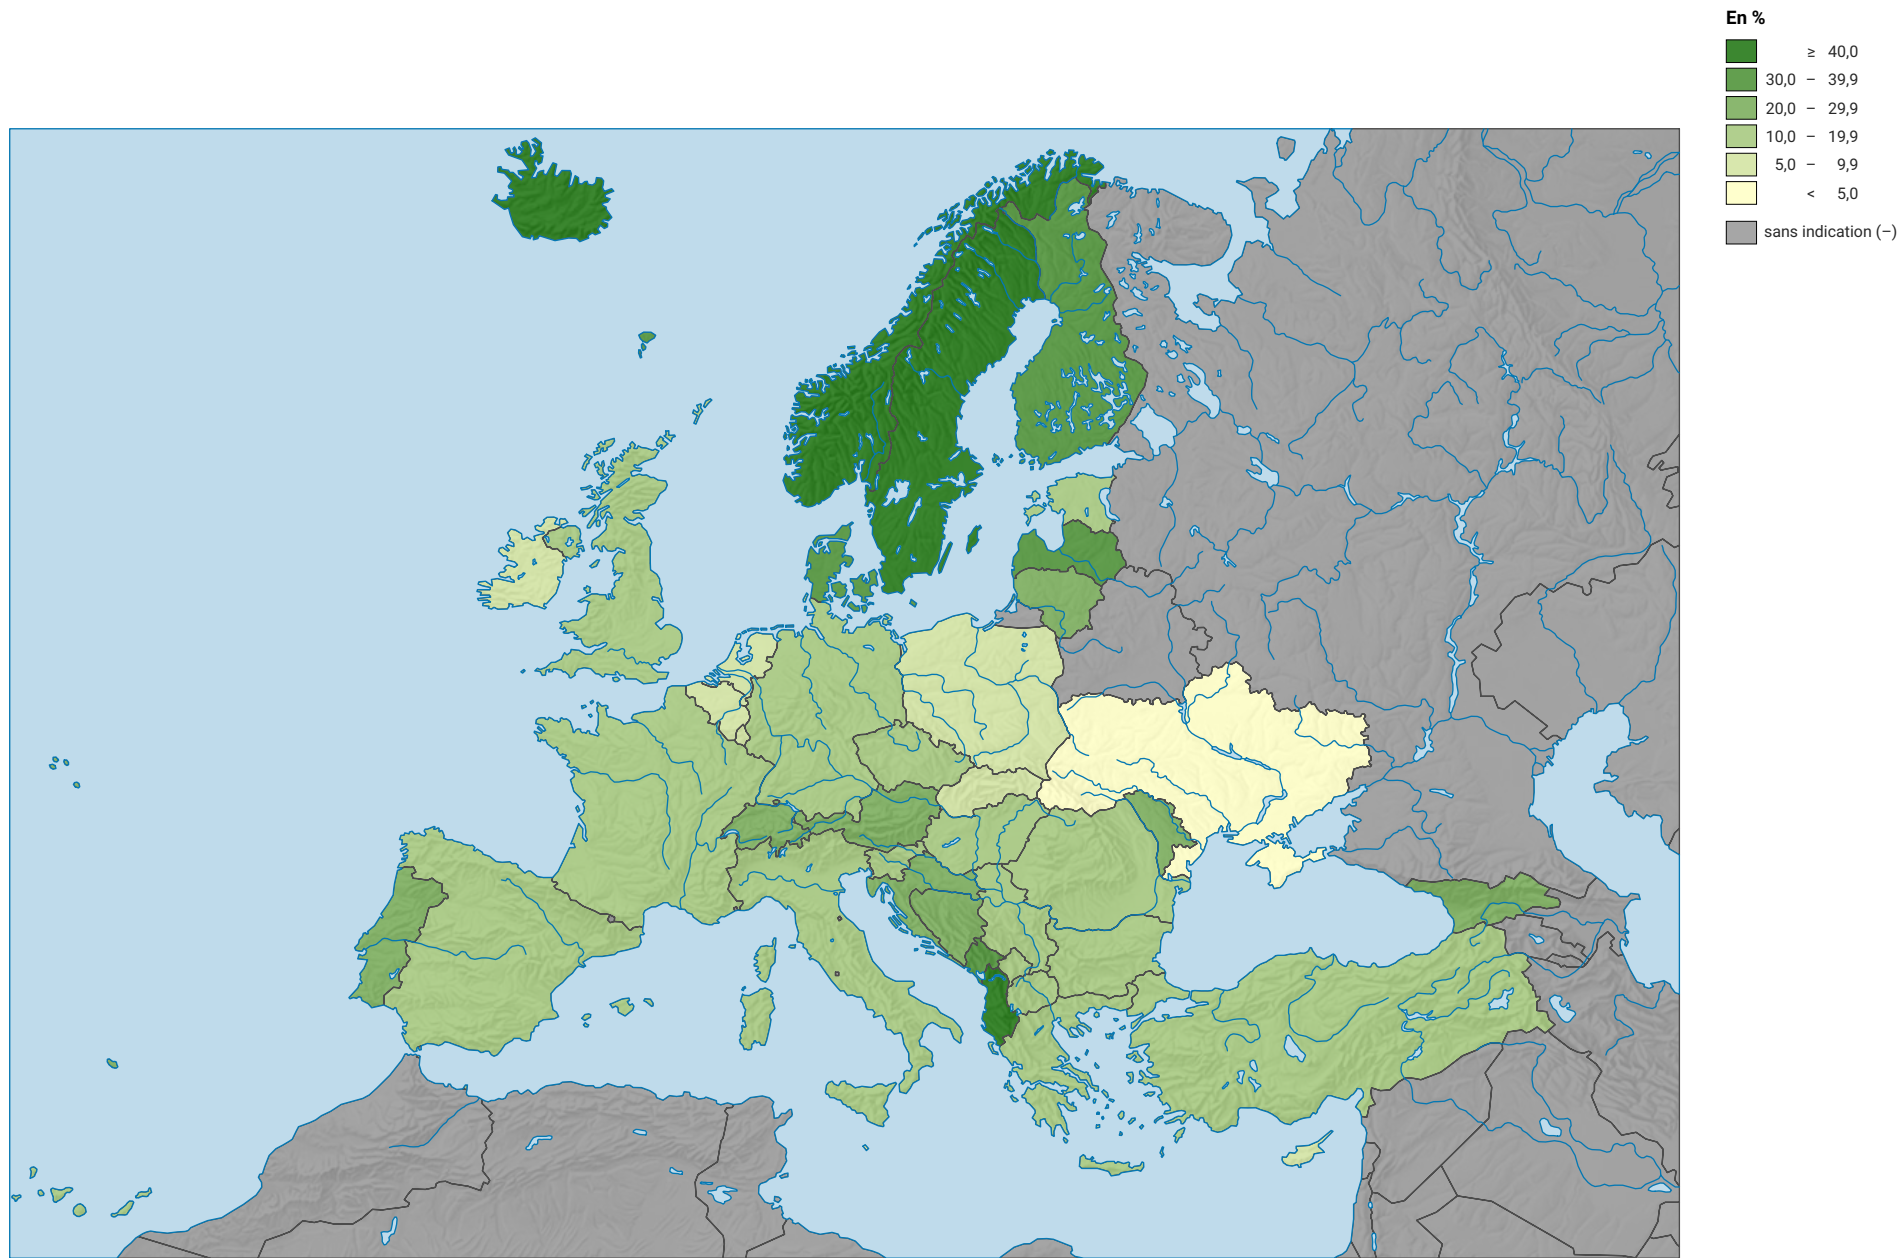 En %
≥ 40,0
30,0 – 39,9
20,0 – 29,9
10,0 – 19,9
5,0 – 9,9
< 5,0
sans indication (–)